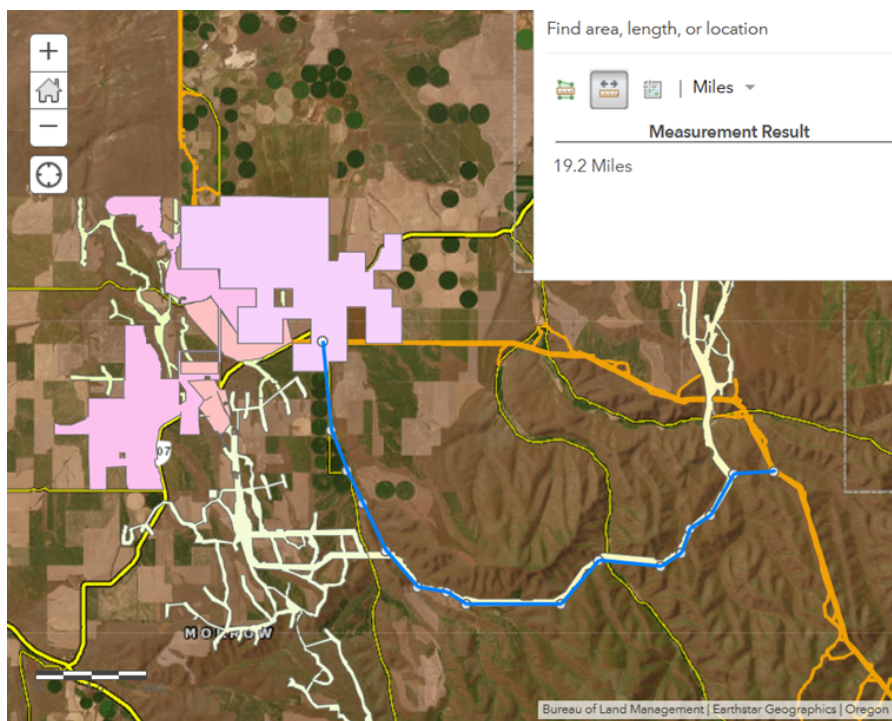 Find area, length, or location
| Miles
Measurement Result
19.2 Miles
07
MORROW
Bureau of Land Management | Earthstar Geographics | Oregon